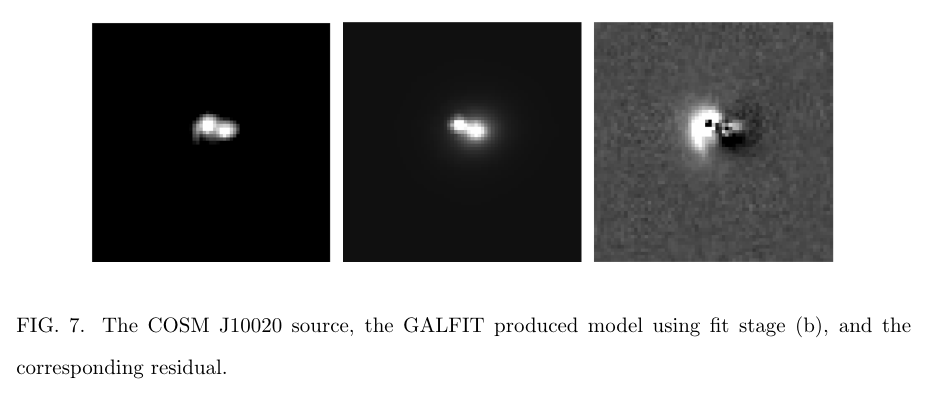 FIG. 7. The COSM J10020 source, the GALFIT produced model using fit stage (b), and the
corresponding residual.